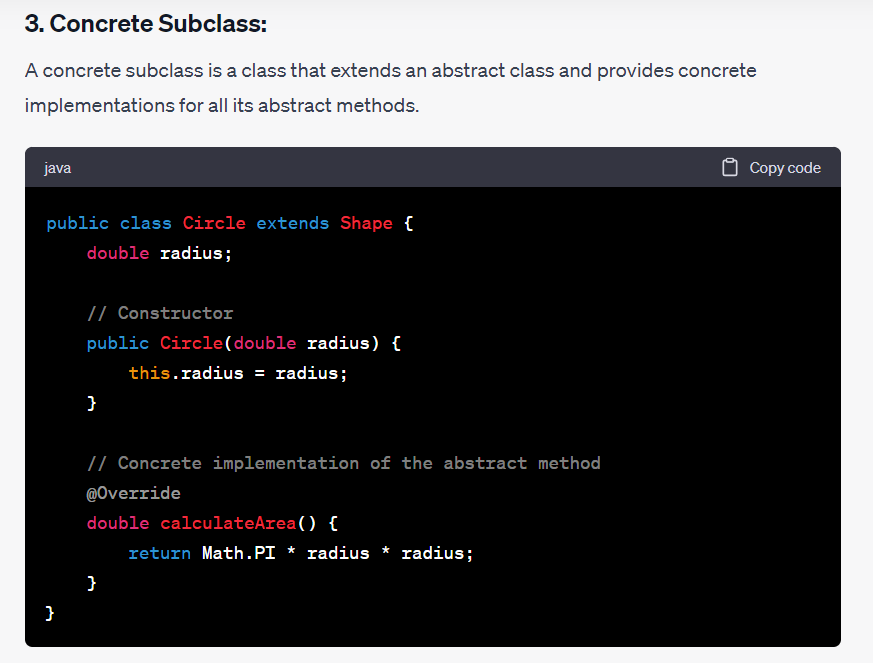 3. Concrete Subclass:
A concrete subclass is a class that extends an abstract class and provides concrete
implementations for all its abstract methods.
java
Copy code
public class Circle extends Shape {
    double radius;

    // Constructor
    public Circle(double radius) {
        this.radius = radius;
    }

    // Concrete implementation of the abstract method
    @Override
    double calculateArea() {
        return Math.PI * radius * radius;
    }
}